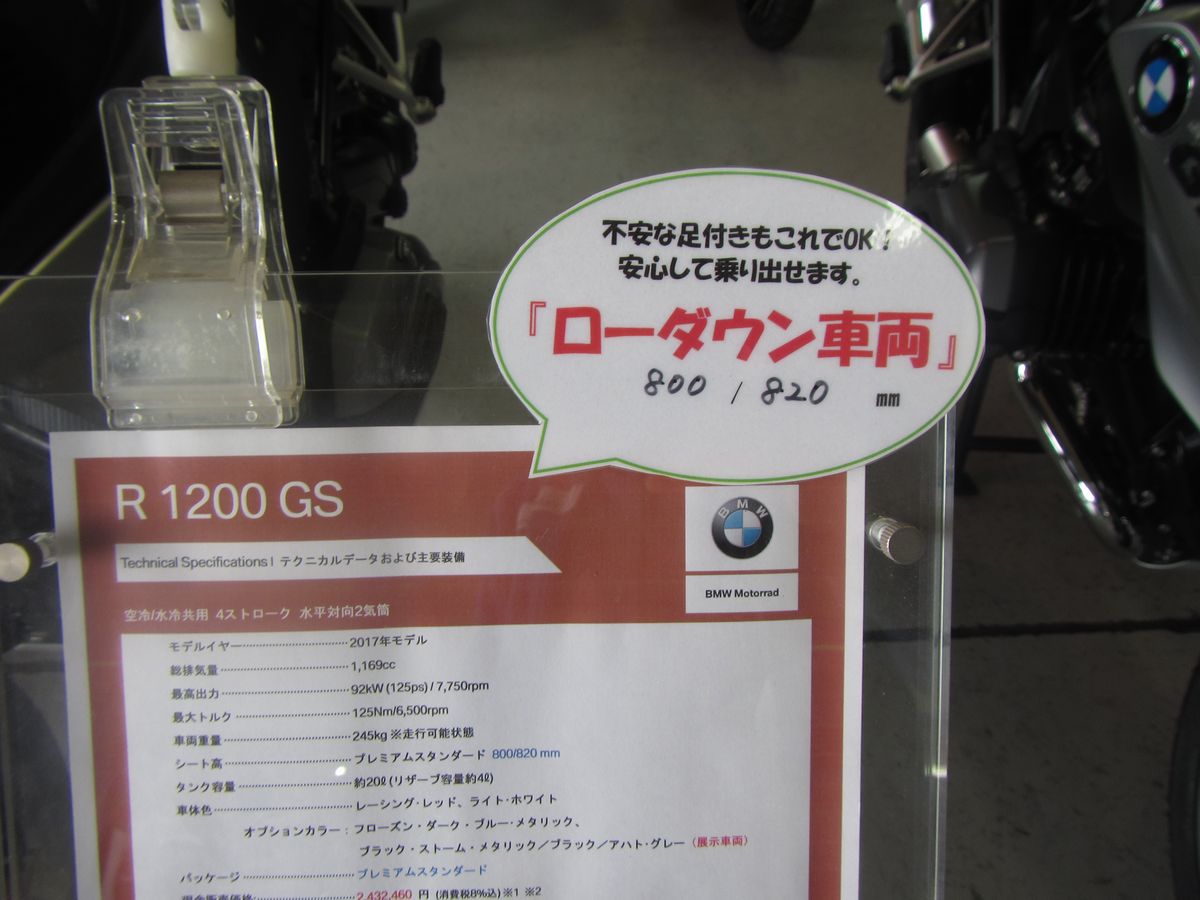 不安な足付きもこれでOK！
安心して乗り出せます。
『ローダウン車両』
800 / 820 mm
R 1200 GS
BMW
Technical Specifications | テクニカルデータおよび主要装備
BMW Motorrad
空冷/水冷共用 4ストローク 水平対向2気筒
モデルイヤー 2017年モデル
総排気量 1,169cc
最高出力 92kW (125ps) / 7,750rpm
最大トルク 125Nm/6,500rpm
車両重量 245kg ※走行可能状態
シート高 プレミアムスタンダード 800/820 mm
タンク容量 約20ℓ (リザーブ容量約4ℓ)
車体色 レーシング・レッド、ライト・ホワイト
オプションカラー：フローズン・ダーク・ブルー・メタリック、
ブラック・ストーム・メタリック／ブラック／アハト・グレー（展示車両）
パッケージ プレミアムスタンダード
現金販売価格: 2,432,460 円 (消費税8%込) ※1 ※2